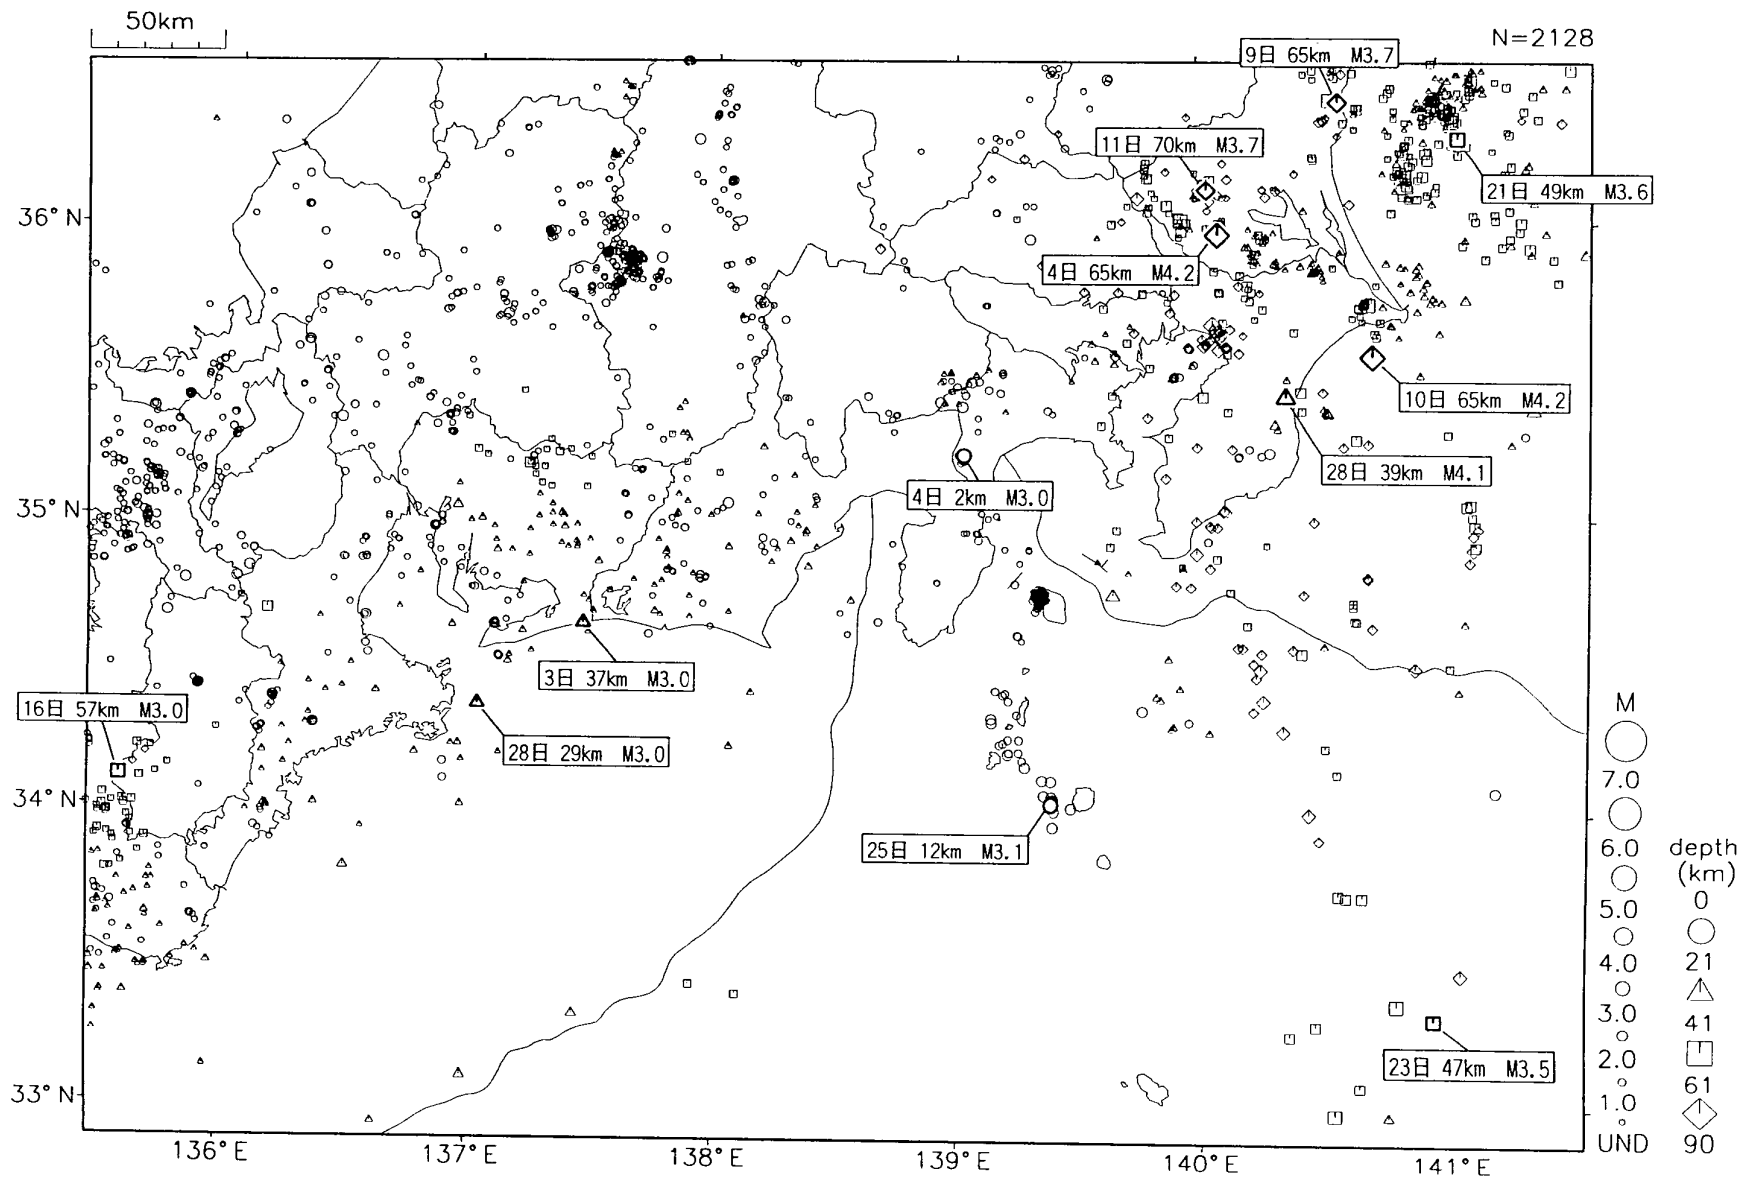 50km
N=2128
9日 65km M3.7
11日 70km M3.7
21日 49km M3.6
36°N
4日 65km M4.2
10日 65km M4.2
28日 39km M4.1
4日 2km M3.0
35°N
3日 37km M3.0
16日 57km M3.0
28日 29km M3.0
34°N
25日 12km M3.1
23日 47km M3.5
33°N
136°E
137°E
138°E
139°E
140°E
141°E
M
7.0
6.0
5.0
4.0
3.0
2.0
1.0
UND
depth
(km)
0
21
41
61
90